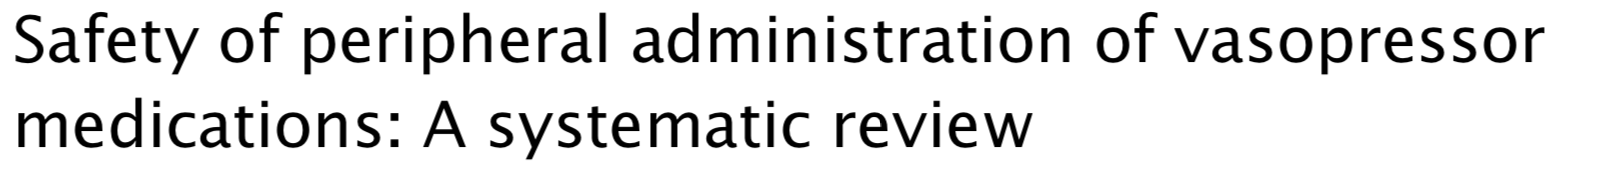 Safety of peripheral administration of vasopressor
medications: A systematic review